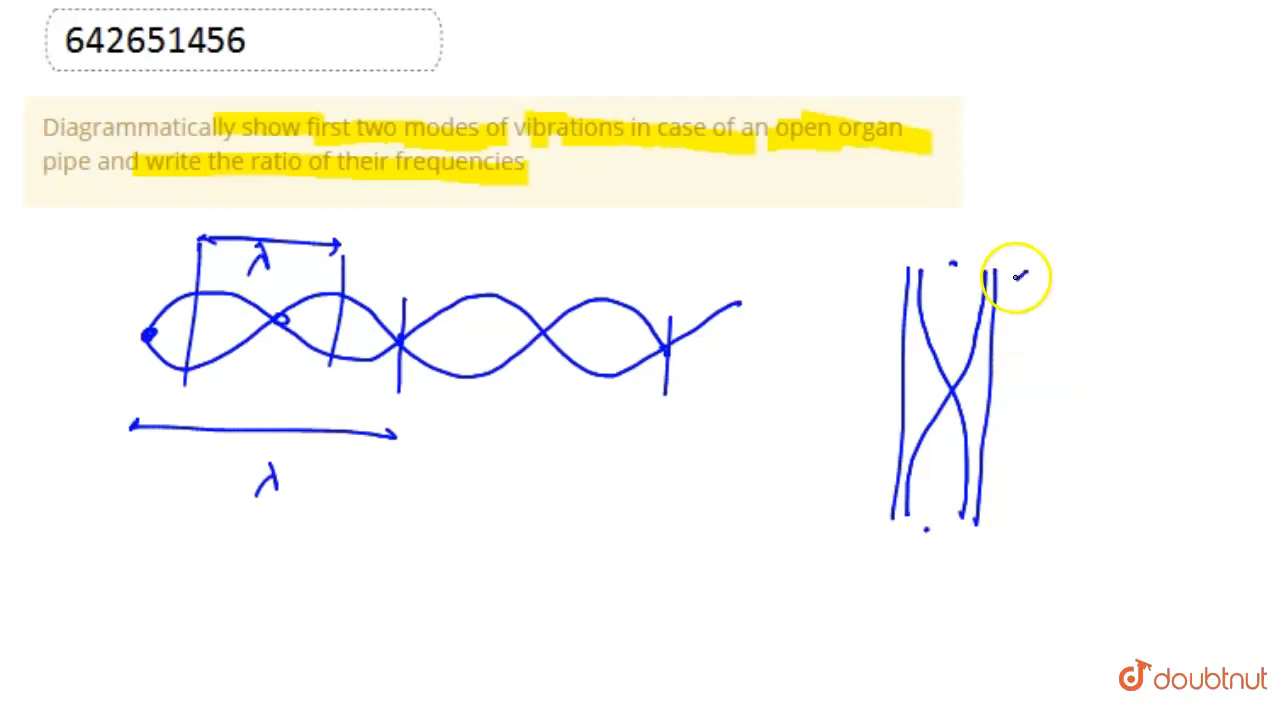 642651456
Diagrammatically show first two modes of vibrations in case of an open organ
pipe and write the ratio of their frequencies
λ
λ
doubtnut